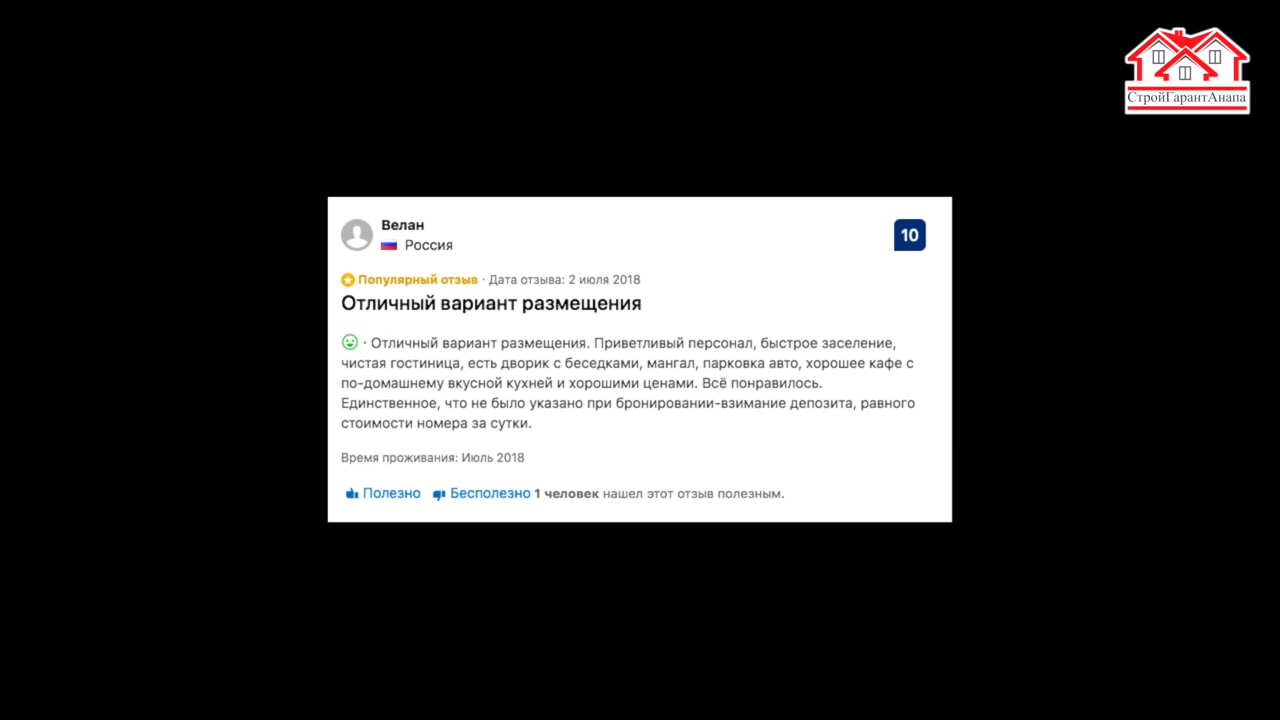 СтройГарантАнапа
Велан
10
Россия
Популярный отзыв · Дата отзыва: 2 июля 2018
Отличный вариант размещения
· Отличный вариант размещения. Приветливый персонал, быстрое заселение,
чистая гостиница, есть дворик с беседками, мангал, парковка авто, хорошее кафе с
по-домашнему вкусной кухней и хорошими ценами. Всё понравилось.
Единственное, что не было указано при бронировании-взимание депозита, равного
стоимости номера за сутки.
Время проживания: Июль 2018
Полезно Бесполезно 1 человек нашел этот отзыв полезным.